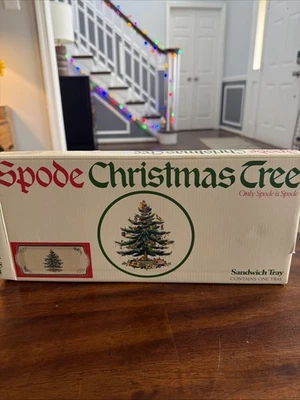 Spode Christmas Tree
Only Spode is Spode
Sandwich Tray
CONTAINS ONE TRAY